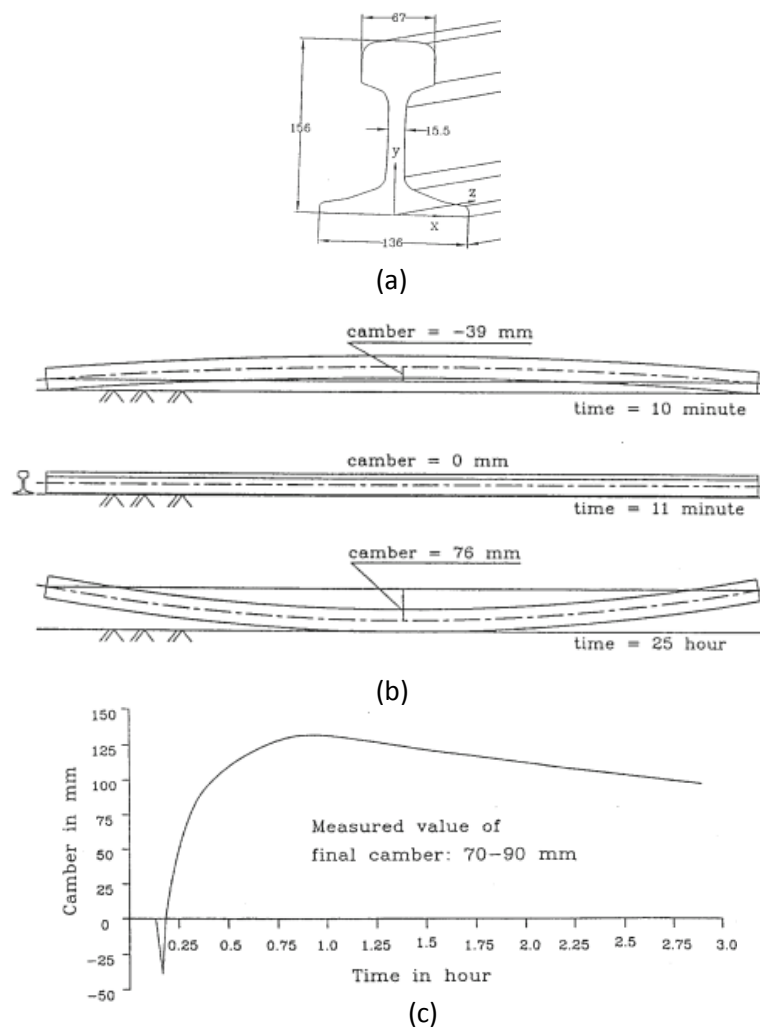 67
156
15.5
y
z
x
136
(a)
camber = -39 mm
time = 10 minute
camber = 0 mm
time = 11 minute
camber = 76 mm
time = 25 hour
(b)
150
125
100
75
50
25
0
-25
-50
Camber in mm
Measured value of
final camber: 70-90 mm
0.25 0.5 0.75 1.0 1.25 1.5 1.75 2.0 2.25 2.5 2.75 3.0
Time in hour
(c)